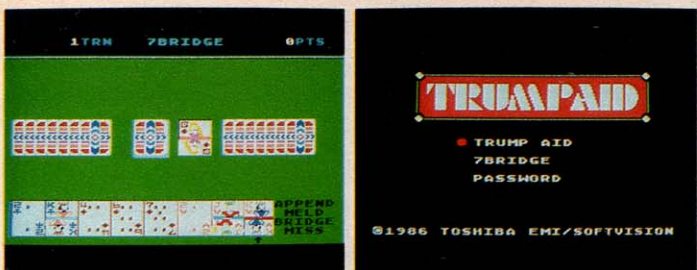 1TRN 7BRIDGE 0PTS
APPEND
MELD
BRIDGE
MISS
TRUMPAID
TRUMP AID
7BRIDGE
PASSWORD
©1986 TOSHIBA EMI/SOFTVISION